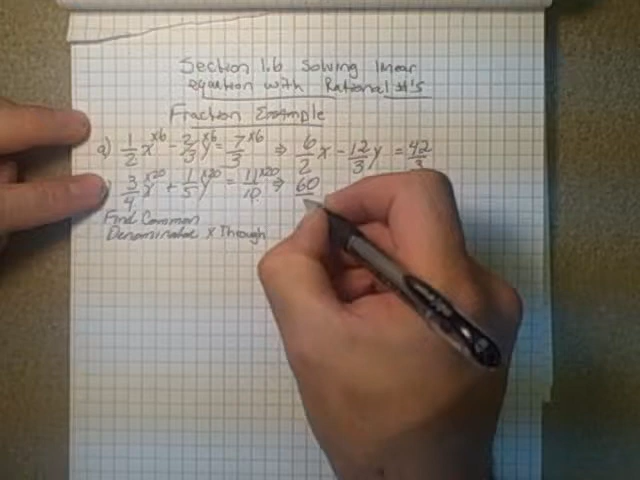 Section 1.6 Solving linear
equation with Rational #'s
Fraction Example
a) 1/2 x ×6 - 2/3 y ×6 = 7/3 ×6 ⇒ 6/2 x - 12/3 y = 42/3
) 3/4 x ×20 + 1/5 y ×20 = 11/10 ×20 ⇒ 60
Find Common
Denominator x Through